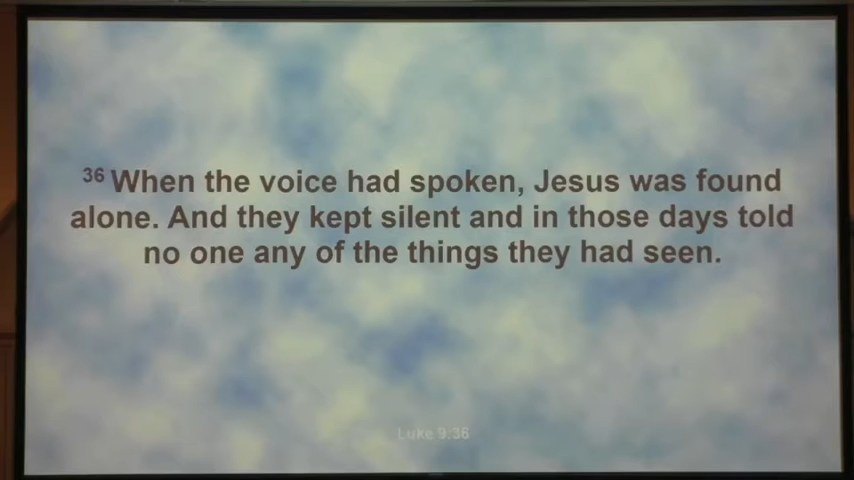 36 When the voice had spoken, Jesus was found
alone. And they kept silent and in those days told
no one any of the things they had seen.
Luke 9:36